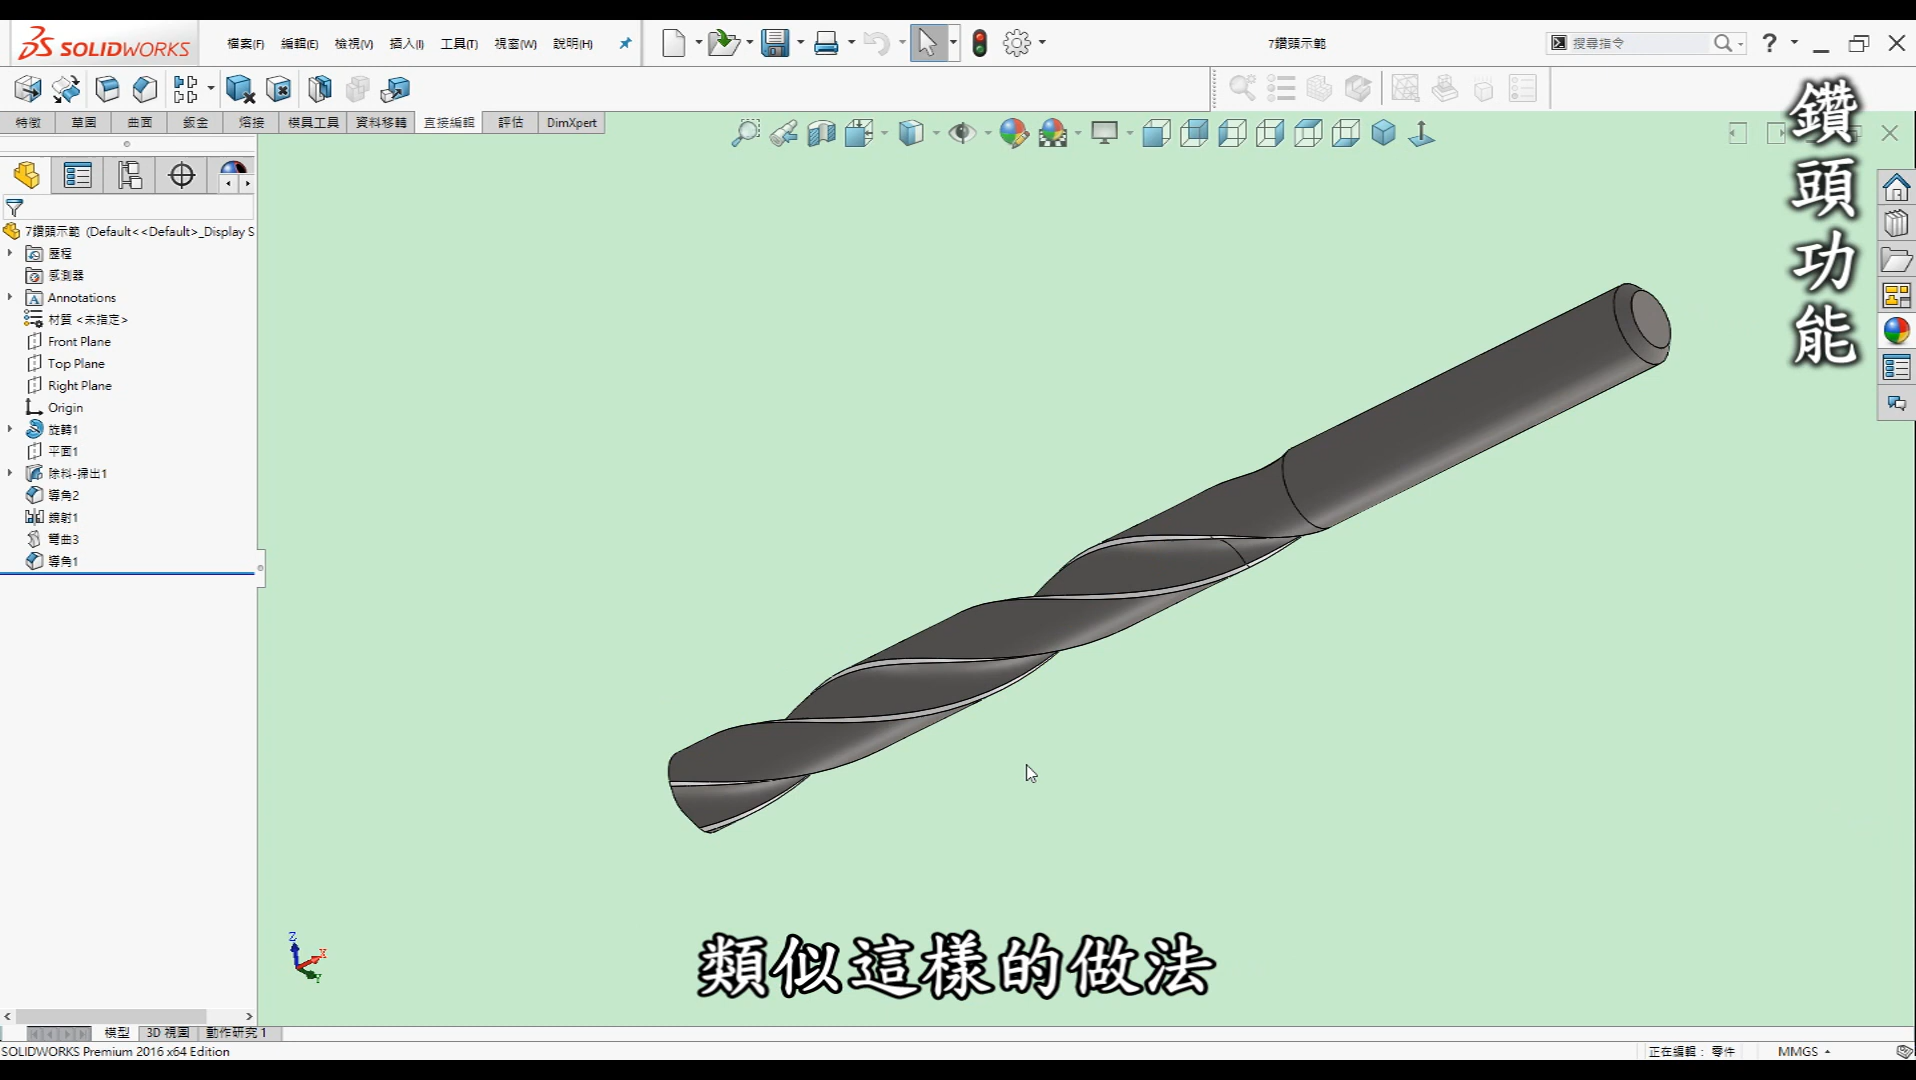 SOLIDWORKS
檔案(F) 編輯(E) 檢視(V) 插入(I) 工具(T) 視窗(W) 說明(H)
7鑽頭示範
搜尋指令
特徵 草圖 曲面 鈑金 熔接 模具工具 資料移轉 直接編輯 評估 DimXpert
鑽頭功能
7鑽頭示範 (Default<<Default>_Display S
歷程
感測器
Annotations
材質 <未指定>
Front Plane
Top Plane
Right Plane
Origin
旋轉1
平面1
除料-掃出1
導角2
鏡射1
彎曲3
導角1
Z
X
Y
類似這樣的做法
模型 3D 視圖 動作研究 1
SOLIDWORKS Premium 2016 x64 Edition
正在編輯： 零件
MMGS